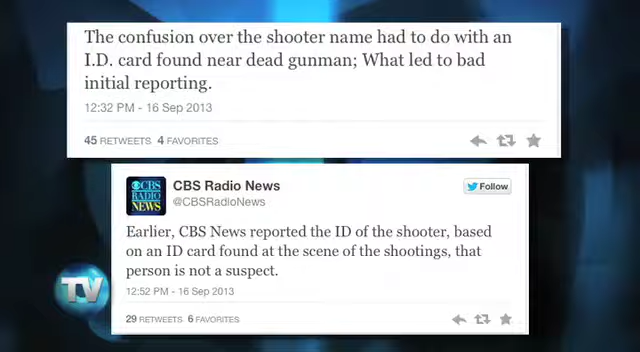 The confusion over the shooter name had to do with an
I.D. card found near dead gunman; What led to bad
initial reporting.
12:32 PM - 16 Sep 2013
45 RETWEETS 4 FAVORITES
CBS RADIO NEWS
CBS Radio News
@CBSRadioNews
Follow
Earlier, CBS News reported the ID of the shooter, based
on an ID card found at the scene of the shootings, that
person is not a suspect.
12:52 PM - 16 Sep 2013
29 RETWEETS 6 FAVORITES
TV